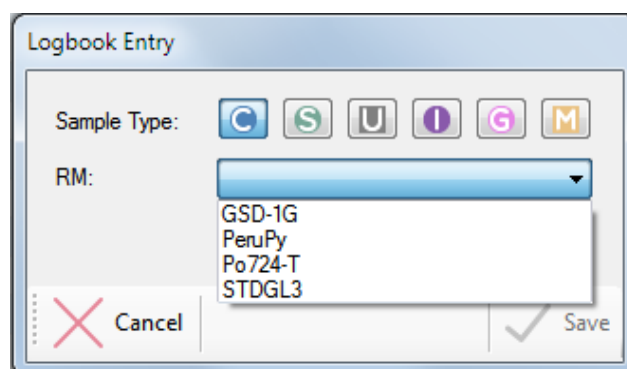 Logbook Entry
Sample Type: C S U I G M
RM:
GSD-1G
PeruPy
Po724-T
STDGL3
Cancel Save